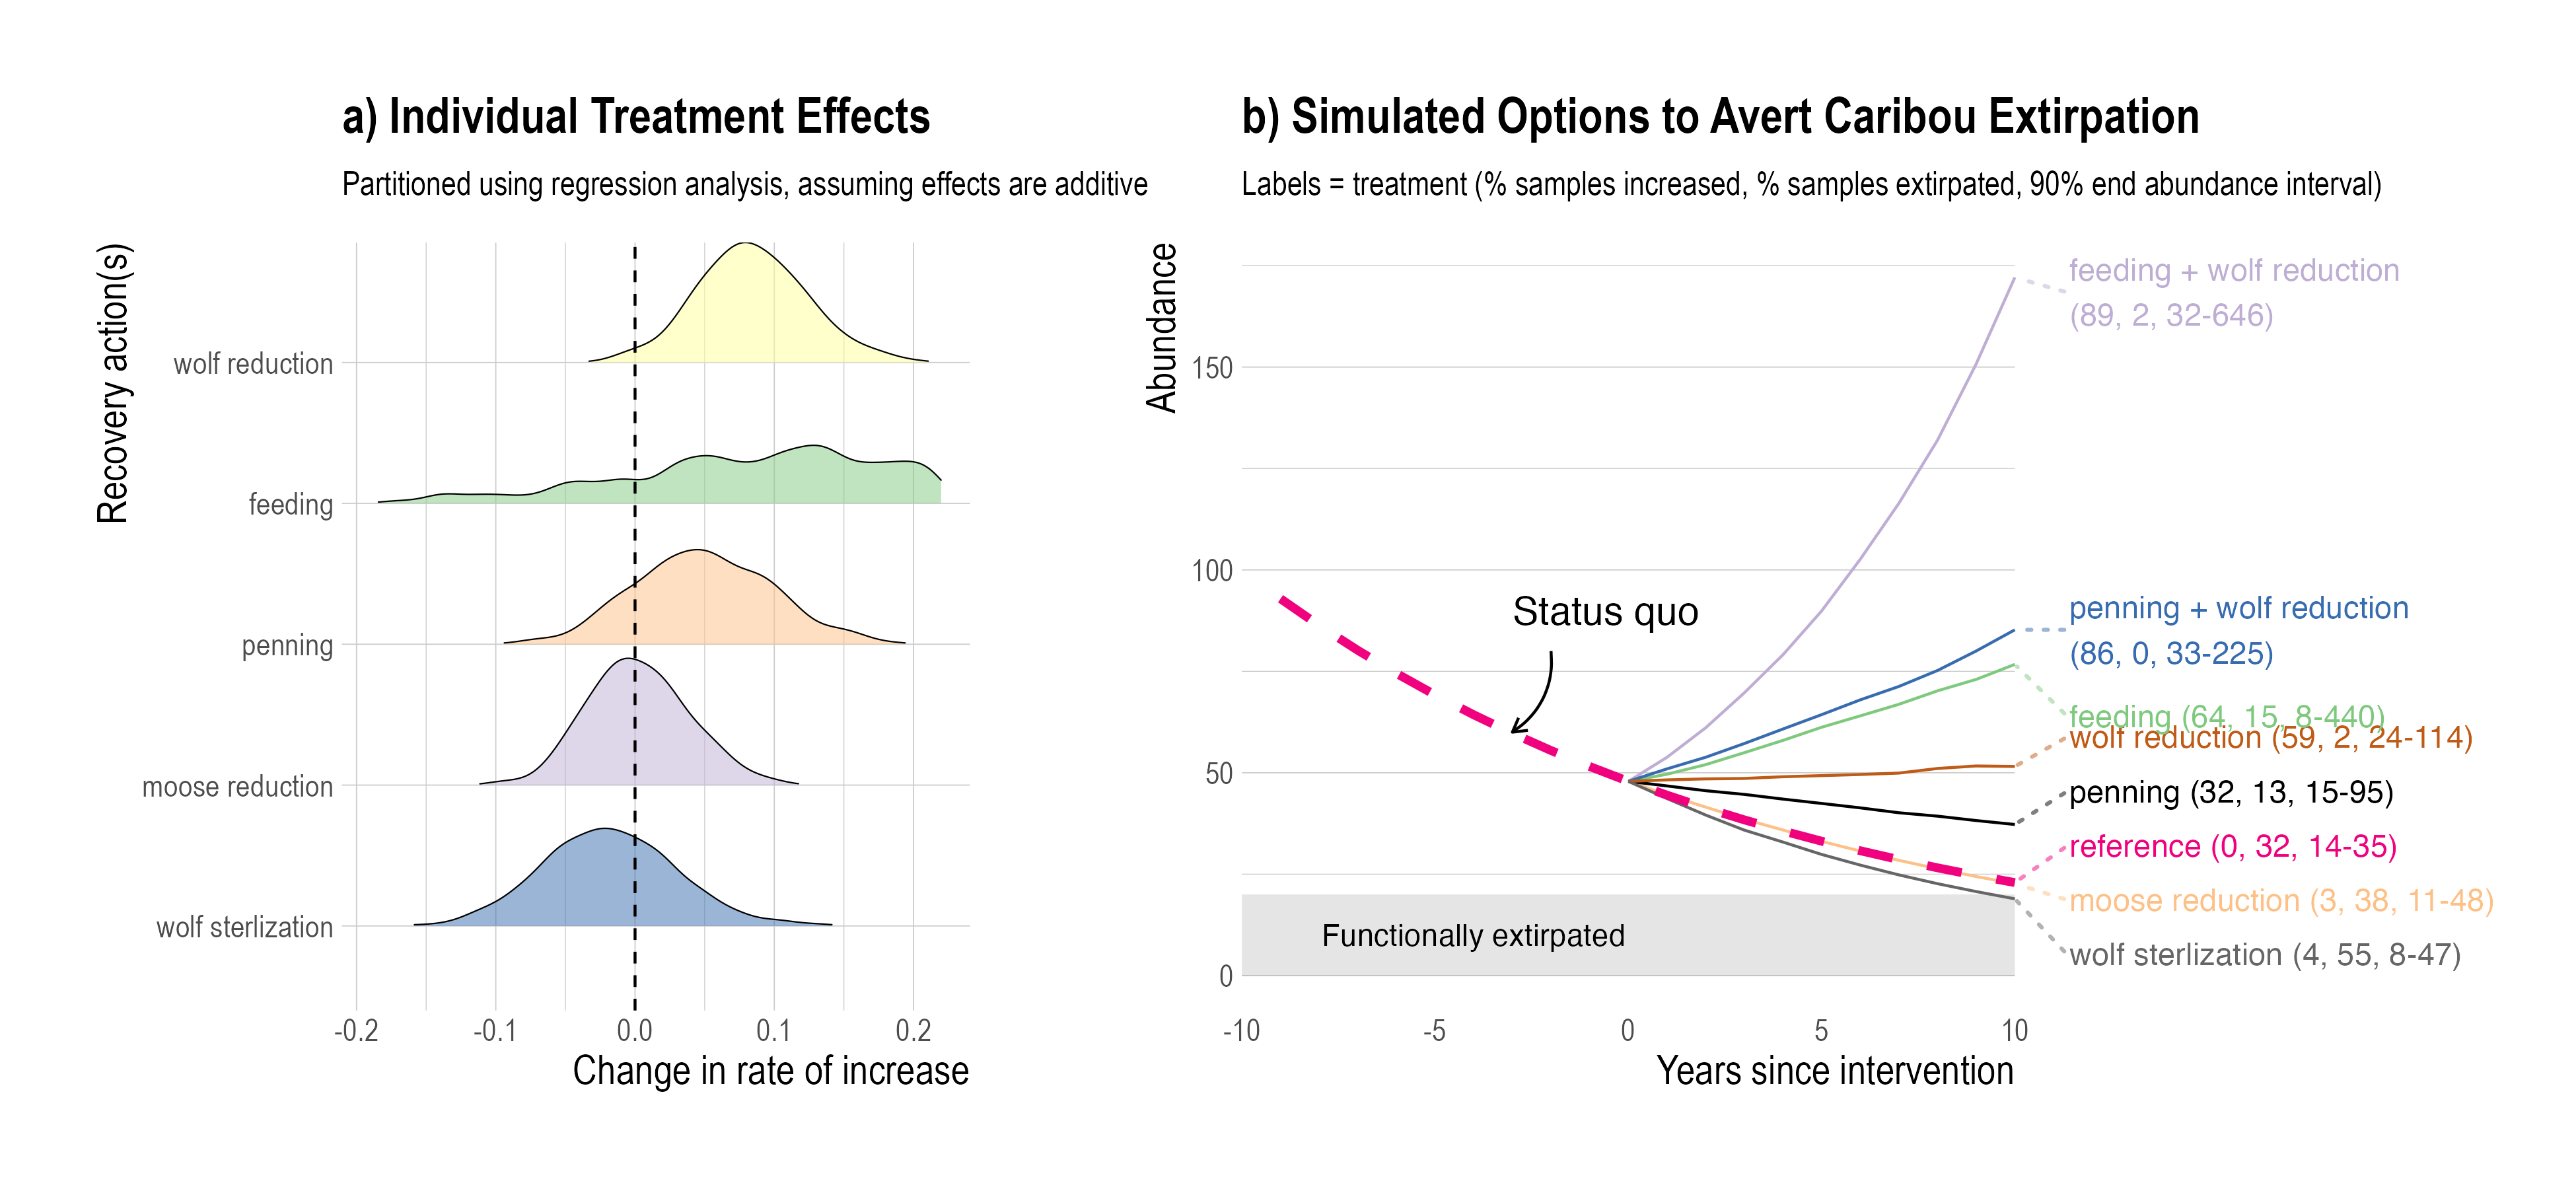 a) Individual Treatment Effects
Partitioned using regression analysis, assuming effects are additive
Recovery action(s)
wolf reduction
feeding
penning
moose reduction
wolf sterlization
-0.2
-0.1
0.0
0.1
0.2
Change in rate of increase
b) Simulated Options to Avert Caribou Extirpation
Labels = treatment (% samples increased, % samples extirpated, 90% end abundance interval)
Abundance
150
100
50
0
Status quo
Functionally extirpated
feeding + wolf reduction
(89, 2, 32-646)
penning + wolf reduction
(86, 0, 33-225)
feeding (64, 15, 8-440)
wolf reduction (59, 2, 24-114)
penning (32, 13, 15-95)
reference (0, 32, 14-35)
moose reduction (3, 38, 11-48)
wolf sterlization (4, 55, 8-47)
-10
-5
0
5
10
Years since intervention